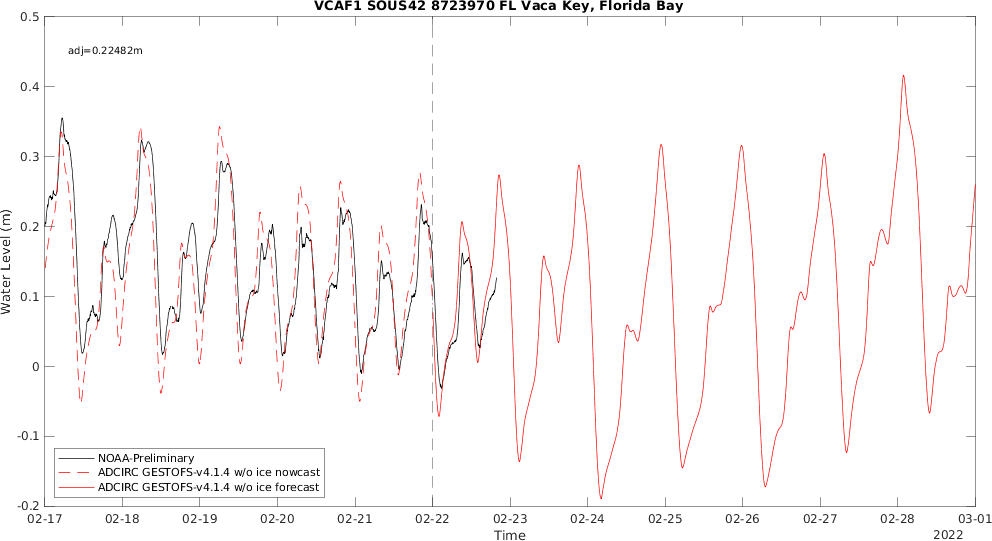 VCAF1 SOUS42 8723970 FL Vaca Key, Florida Bay
0.5
adj=0.22482m
0.4
0.3
0.2
0.1
0
-0.1
-0.2
Water Level (m)
NOAA-Preliminary
ADCIRC GESTOFS-v4.1.4 w/o ice nowcast
ADCIRC GESTOFS-v4.1.4 w/o ice forecast
02-17 02-18 02-19 02-20 02-21 02-22 02-23 02-24 02-25 02-26 02-27 02-28 03-01
Time
2022